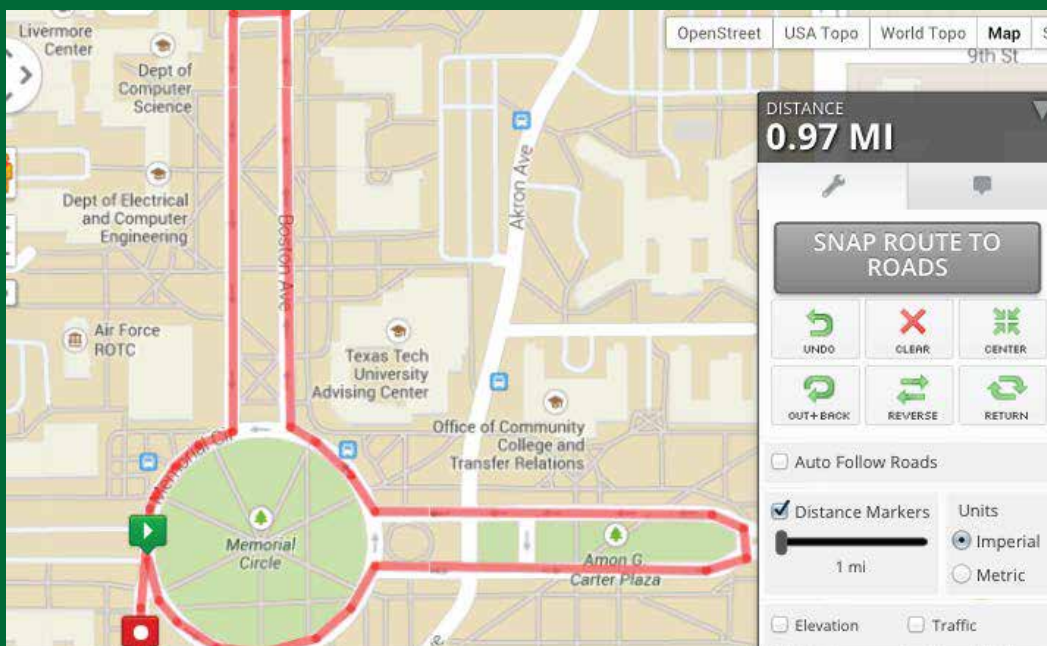 Livermore
Center
Dept of
Computer
Science
Dept of Electrical
and Computer
Engineering
Boston Ave
Air Force
ROTC
Texas Tech
University
Advising Center
Akron Ave
Office of Community
College and
Transfer Relations
Memorial Cir
Memorial
Circle
Amon G.
Carter Plaza
OpenStreet
USA Topo
World Topo
Map
S
9th St
DISTANCE
0.97 MI
SNAP ROUTE TO
ROADS
UNDO
CLEAR
CENTER
OUT+BACK
REVERSE
RETURN
Auto Follow Roads
Distance Markers
1 mi
Units
Imperial
Metric
Elevation
Traffic